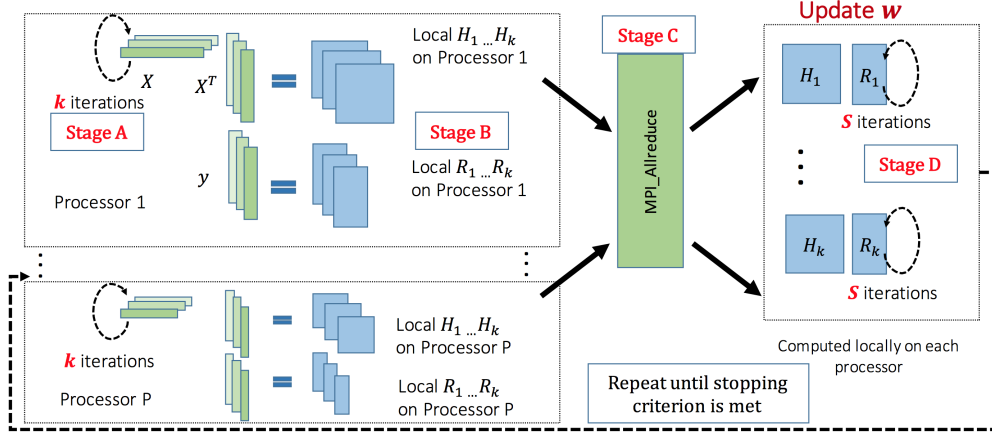 Update w
Local H₁ ... Hₖ
on Processor 1
Stage C
X
Xᵀ
k iterations
Stage A
Stage B
H₁
R₁
S iterations
Local R₁ ... Rₖ
on Processor 1
y
Processor 1
MPI_Allreduce
Stage D
Hₖ
Rₖ
S iterations
k iterations
Processor P
Local H₁ ... Hₖ
on Processor P
Local R₁ ... Rₖ
on Processor P
Computed locally on each
processor
Repeat until stopping
criterion is met